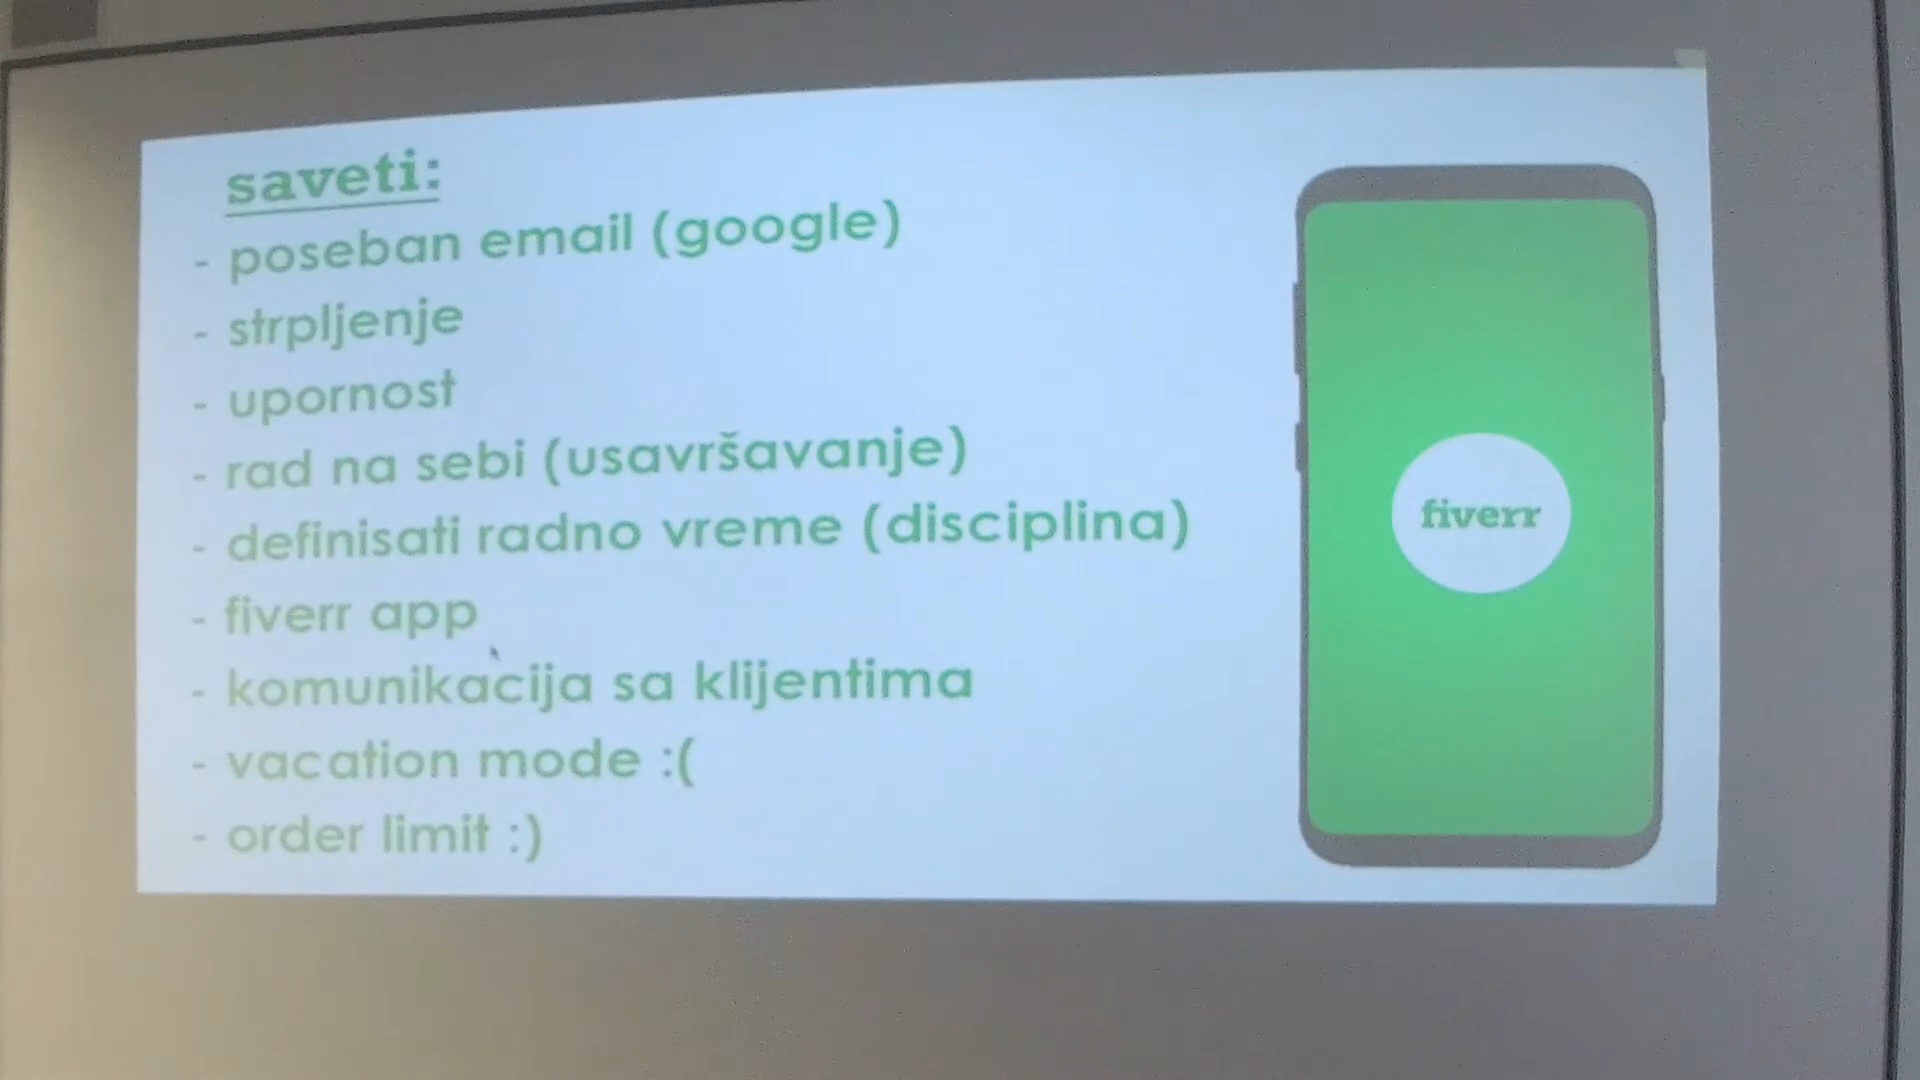 saveti:
- poseban email (google)
- strpljenje
- upornost
- rad na sebi (usavršavanje)
- definisati radno vreme (disciplina)
- fiverr app
- komunikacija sa klijentima
- vacation mode :(
- order limit :)
fiverr